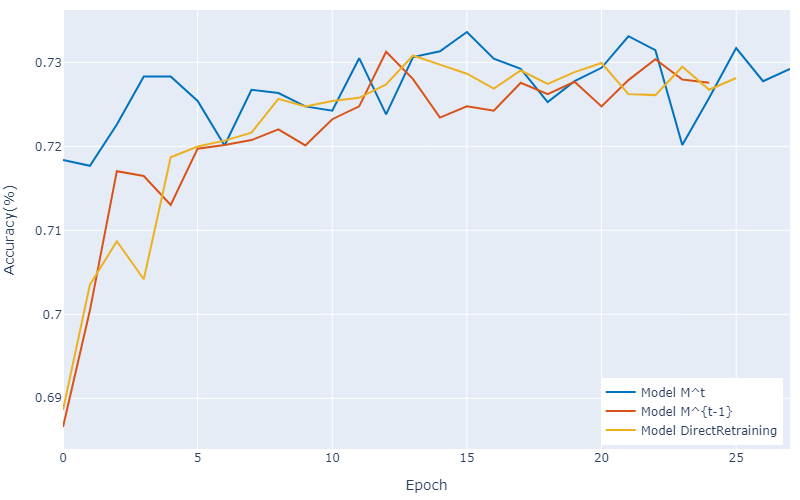 0.73
0.72
0.71
0.7
0.69
Accuracy(%)
0 5 10 15 20 25
Epoch
Model M^t
Model M^{t-1}
Model DirectRetraining